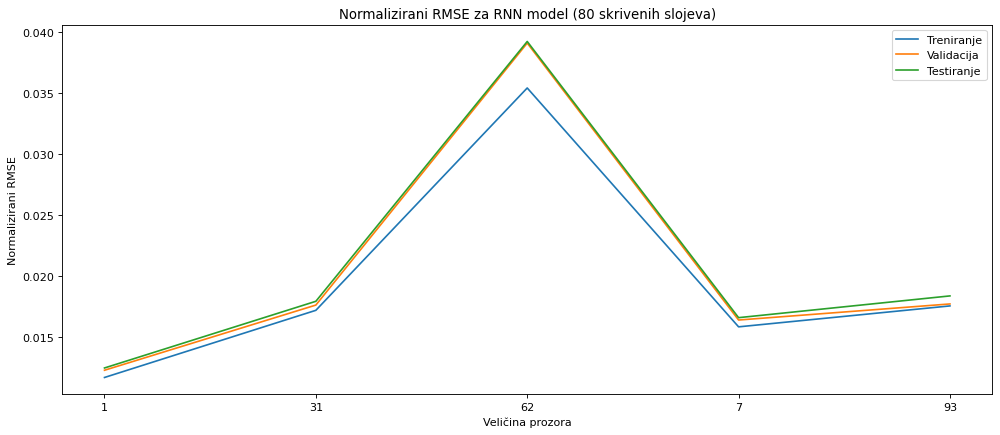 Normalizirani RMSE za RNN model (80 skrivenih slojeva)
Treniranje
Validacija
Testiranje
Normalizirani RMSE
0.040
0.035
0.030
0.025
0.020
0.015
1 31 62 7 93
Veličina prozora